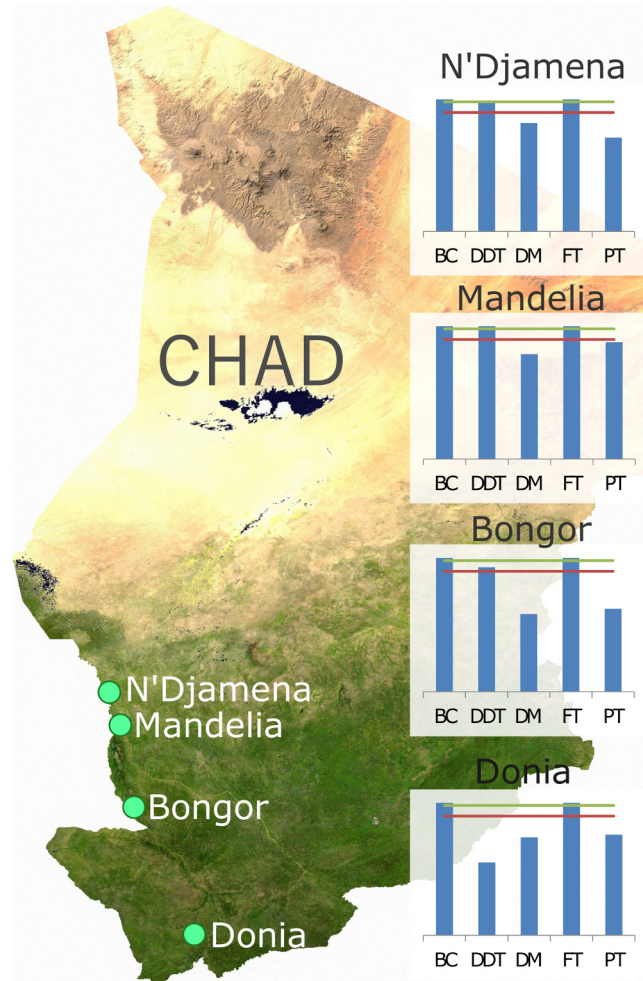 N'Djamena
BC DDT DM FT PT
Mandelia
CHAD
BC DDT DM FT PT
Bongor
N'Djamena
Mandelia
BC DDT DM FT PT
Donia
Bongor
Donia
BC DDT DM FT PT